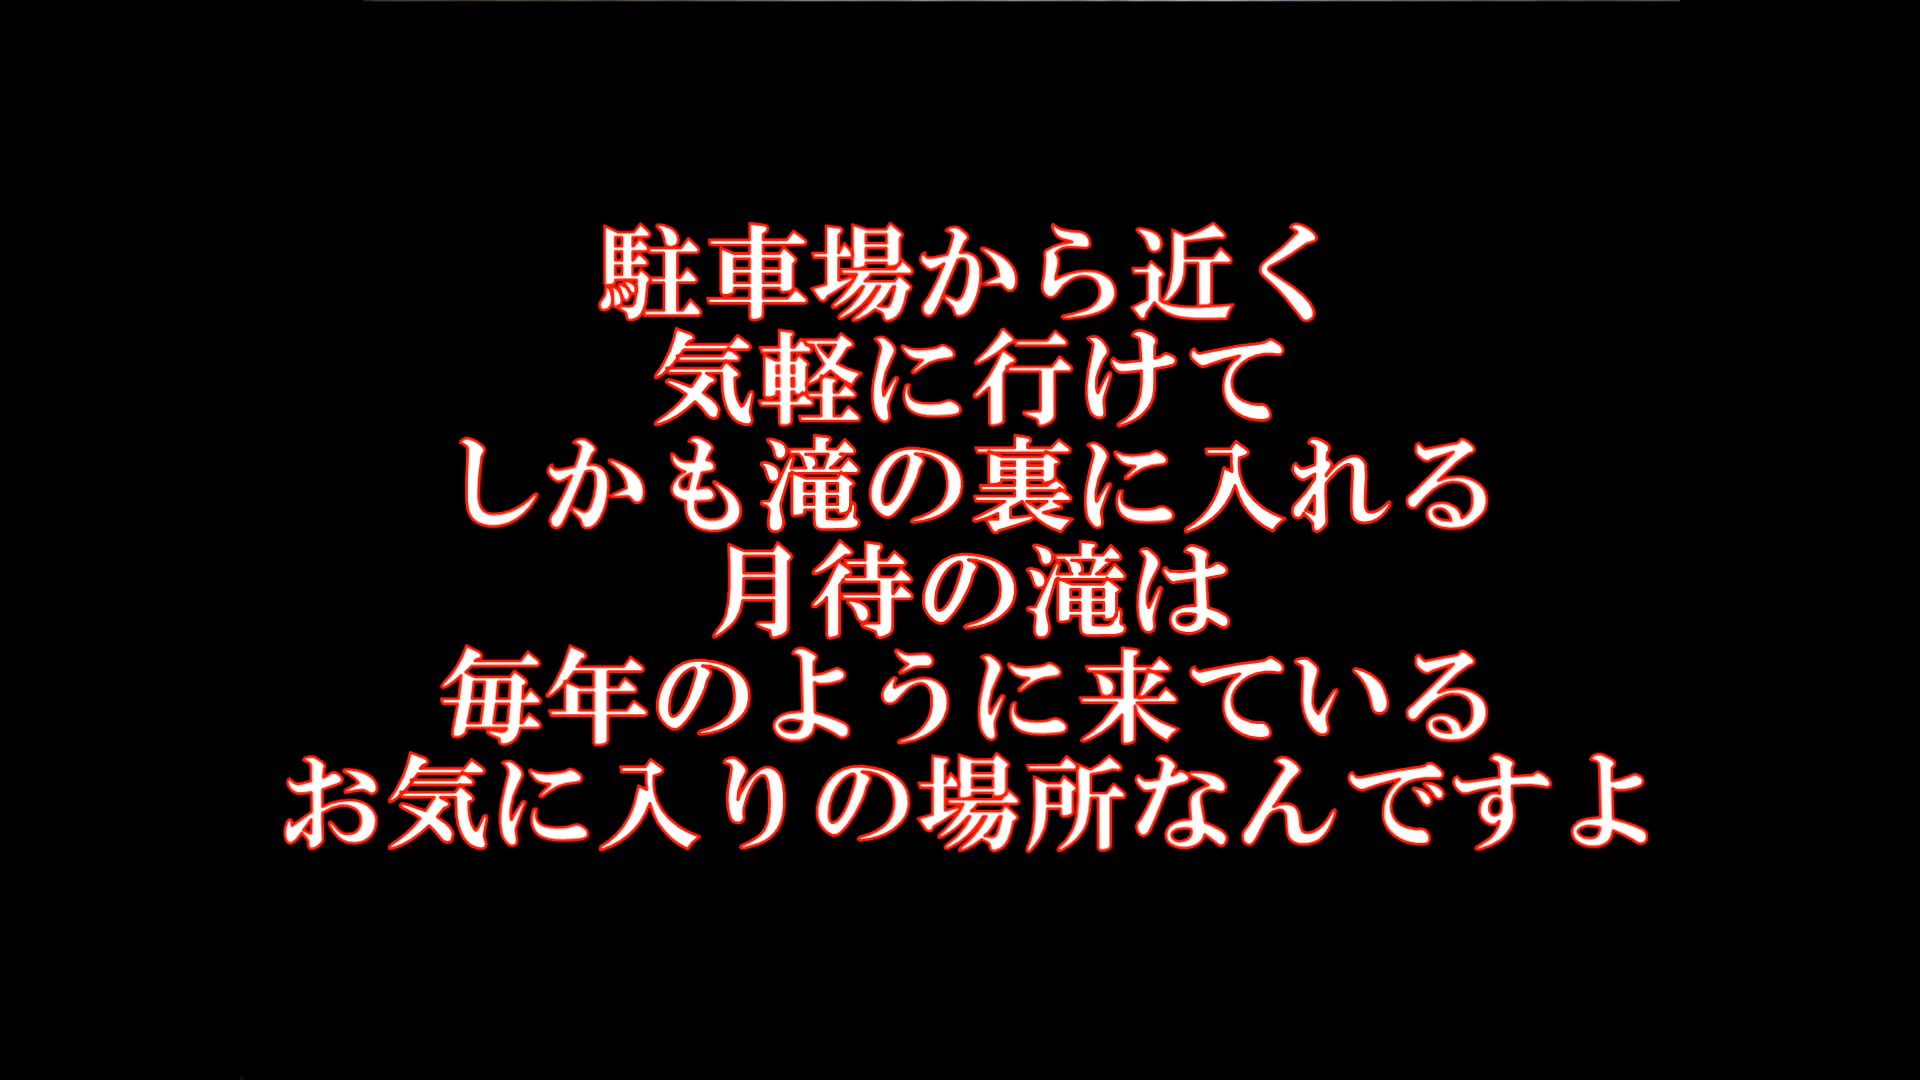 駐車場から近く
気軽に行けて
しかも滝の裏に入れる
月待の滝は
毎年のように来ている
お気に入りの場所なんですよ